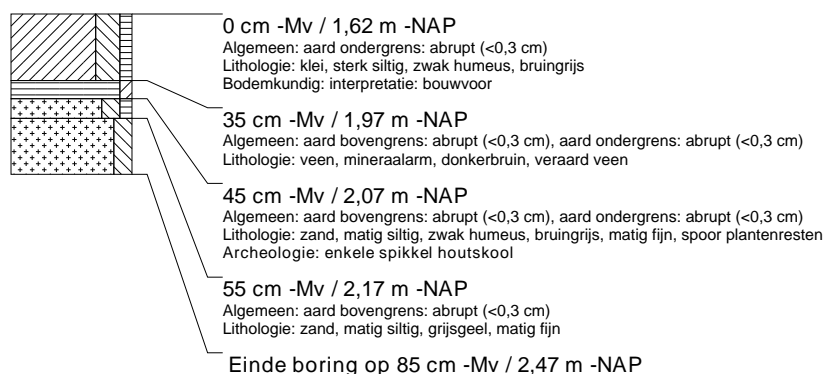 0 cm -Mv / 1,62 m -NAP
Algemeen: aard ondergrens: abrupt (<0,3 cm)
Lithologie: klei, sterk siltig, zwak humeus, bruingrijs
Bodemkundig: interpretatie: bouwvoor
35 cm -Mv / 1,97 m -NAP
Algemeen: aard bovengrens: abrupt (<0,3 cm), aard ondergrens: abrupt (<0,3 cm)
Lithologie: veen, mineraalarm, donkerbruin, veraard veen
45 cm -Mv / 2,07 m -NAP
Algemeen: aard bovengrens: abrupt (<0,3 cm), aard ondergrens: abrupt (<0,3 cm)
Lithologie: zand, matig siltig, zwak humeus, bruingrijs, matig fijn, spoor plantenresten
Archeologie: enkele spikkel houtskool
55 cm -Mv / 2,17 m -NAP
Algemeen: aard bovengrens: abrupt (<0,3 cm)
Lithologie: zand, matig siltig, grijsgeel, matig fijn
Einde boring op 85 cm -Mv / 2,47 m -NAP